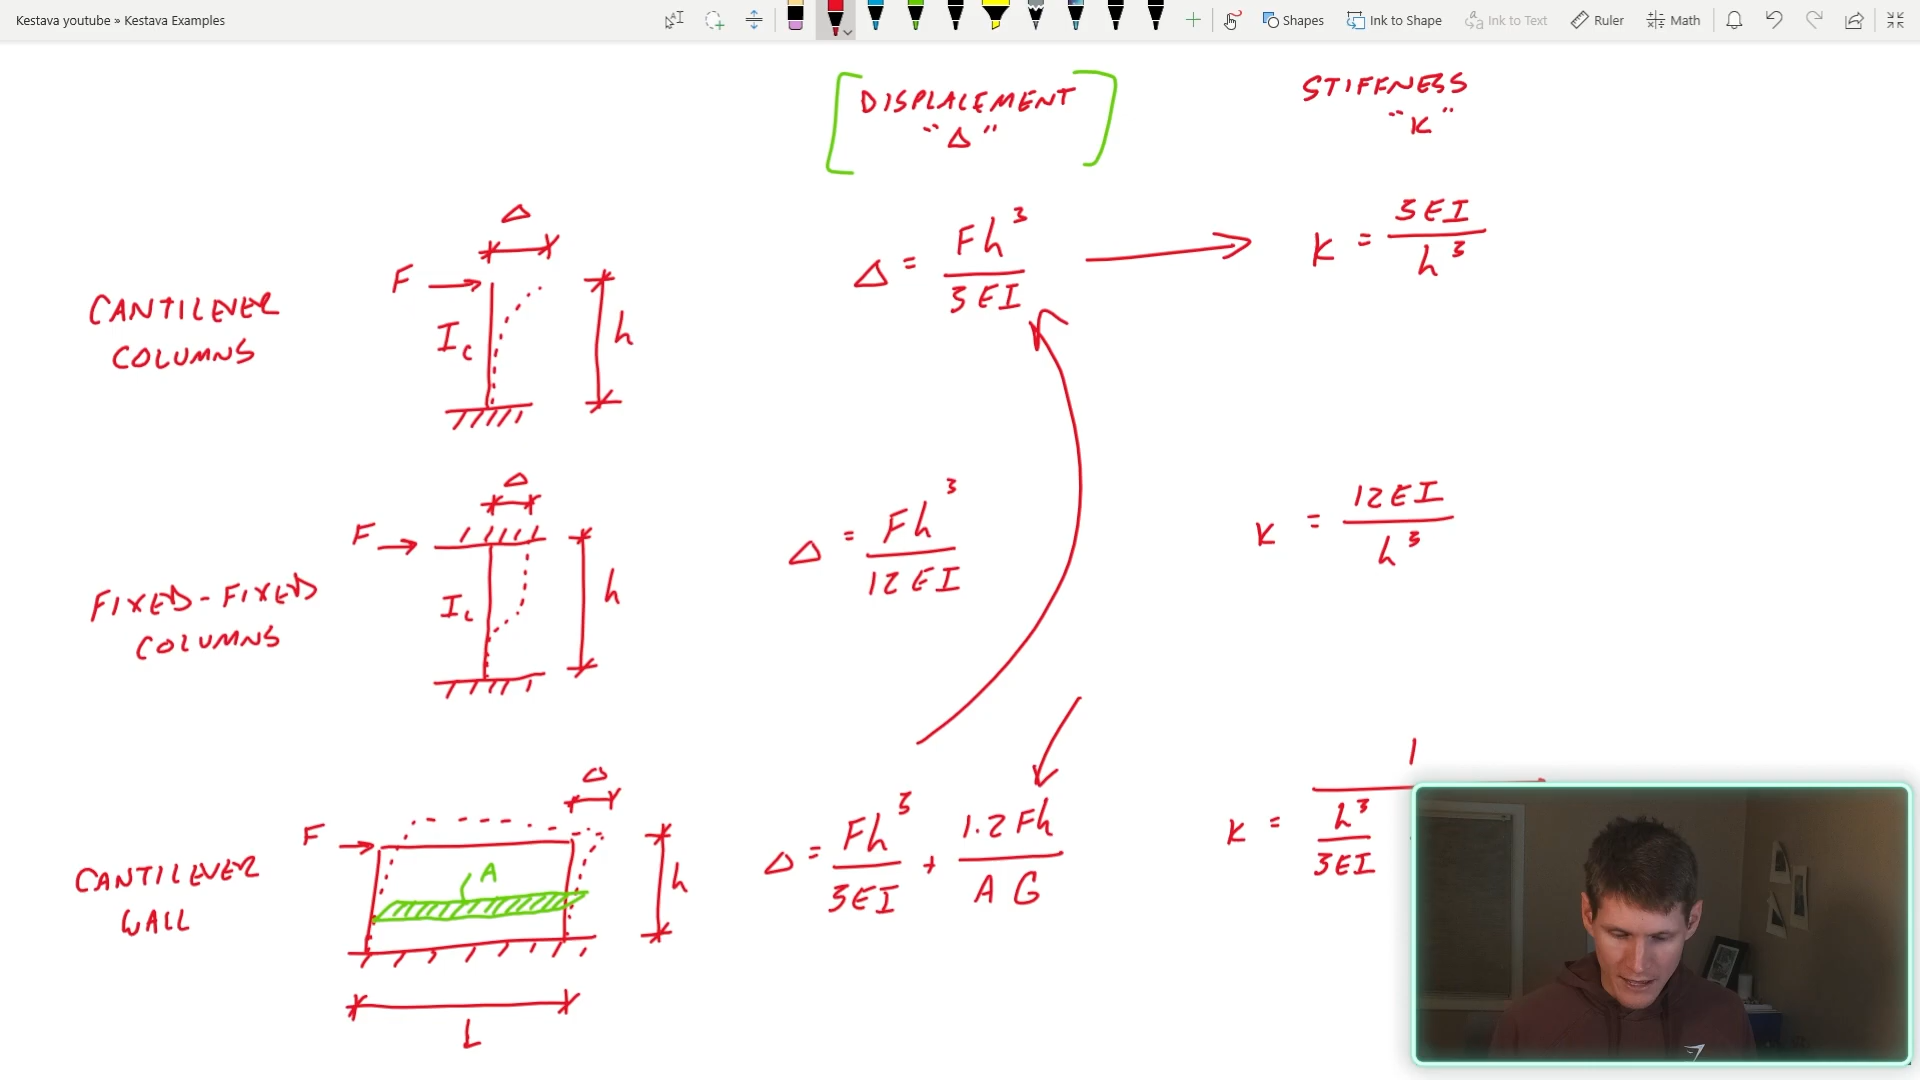 Kestava youtube » Kestava Examples
Shapes
Ink to Shape
Ink to Text
Ruler
Math
DISPLACEMENT
"Δ"
STIFFNESS
"K"
CANTILEVER
COLUMNS
Δ
F
I_c
h
Δ = Fh³ / 3EI
K = 3EI / h³
FIXED-FIXED
COLUMNS
Δ
F
I_c
h
Δ = Fh³ / 12EI
K = 12EI / h³
CANTILEVER
WALL
Δ
F
A
h
L
Δ = Fh³ / 3EI + 1.2Fh / AG
K = 1 / h³ / 3EI